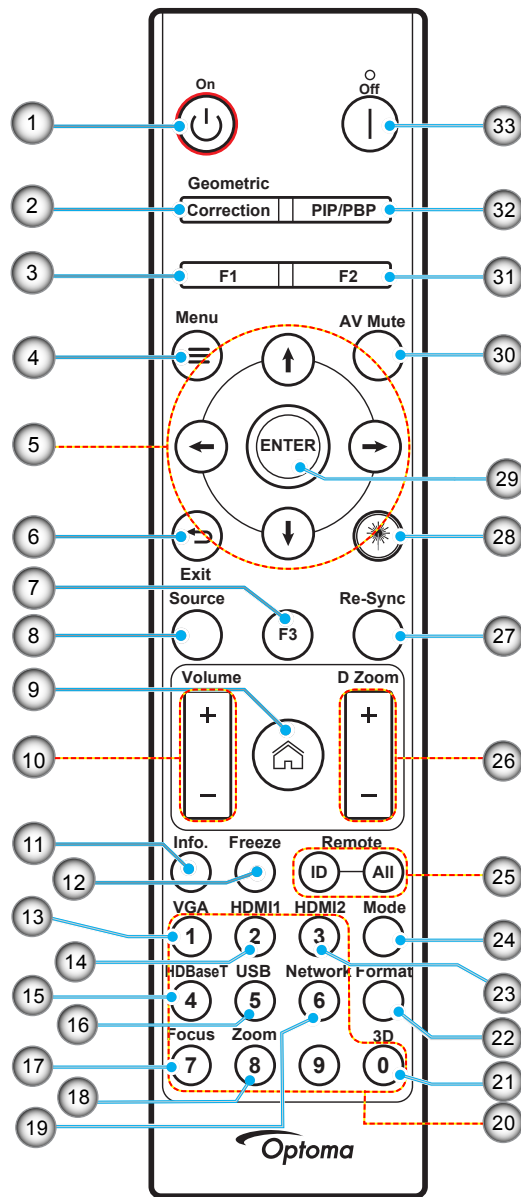 On
Off
1
33
Geometric
2
Correction
PIP/PBP
32
3
F1
F2
31
Menu
AV Mute
4
30
5
ENTER
29
6
28
Exit
7
Source
Re-Sync
8
F3
27
Volume
D Zoom
9
+
+
10
26
−
−
11
Info.
Freeze
Remote
12
ID
All
25
13
VGA
HDMI1
HDMI2
Mode
1
2
3
24
14
23
HDBaseT
USB
Network
Format
15
4
5
6
16
22
Focus
Zoom
3D
17
7
8
9
0
21
18
19
20
Optoma